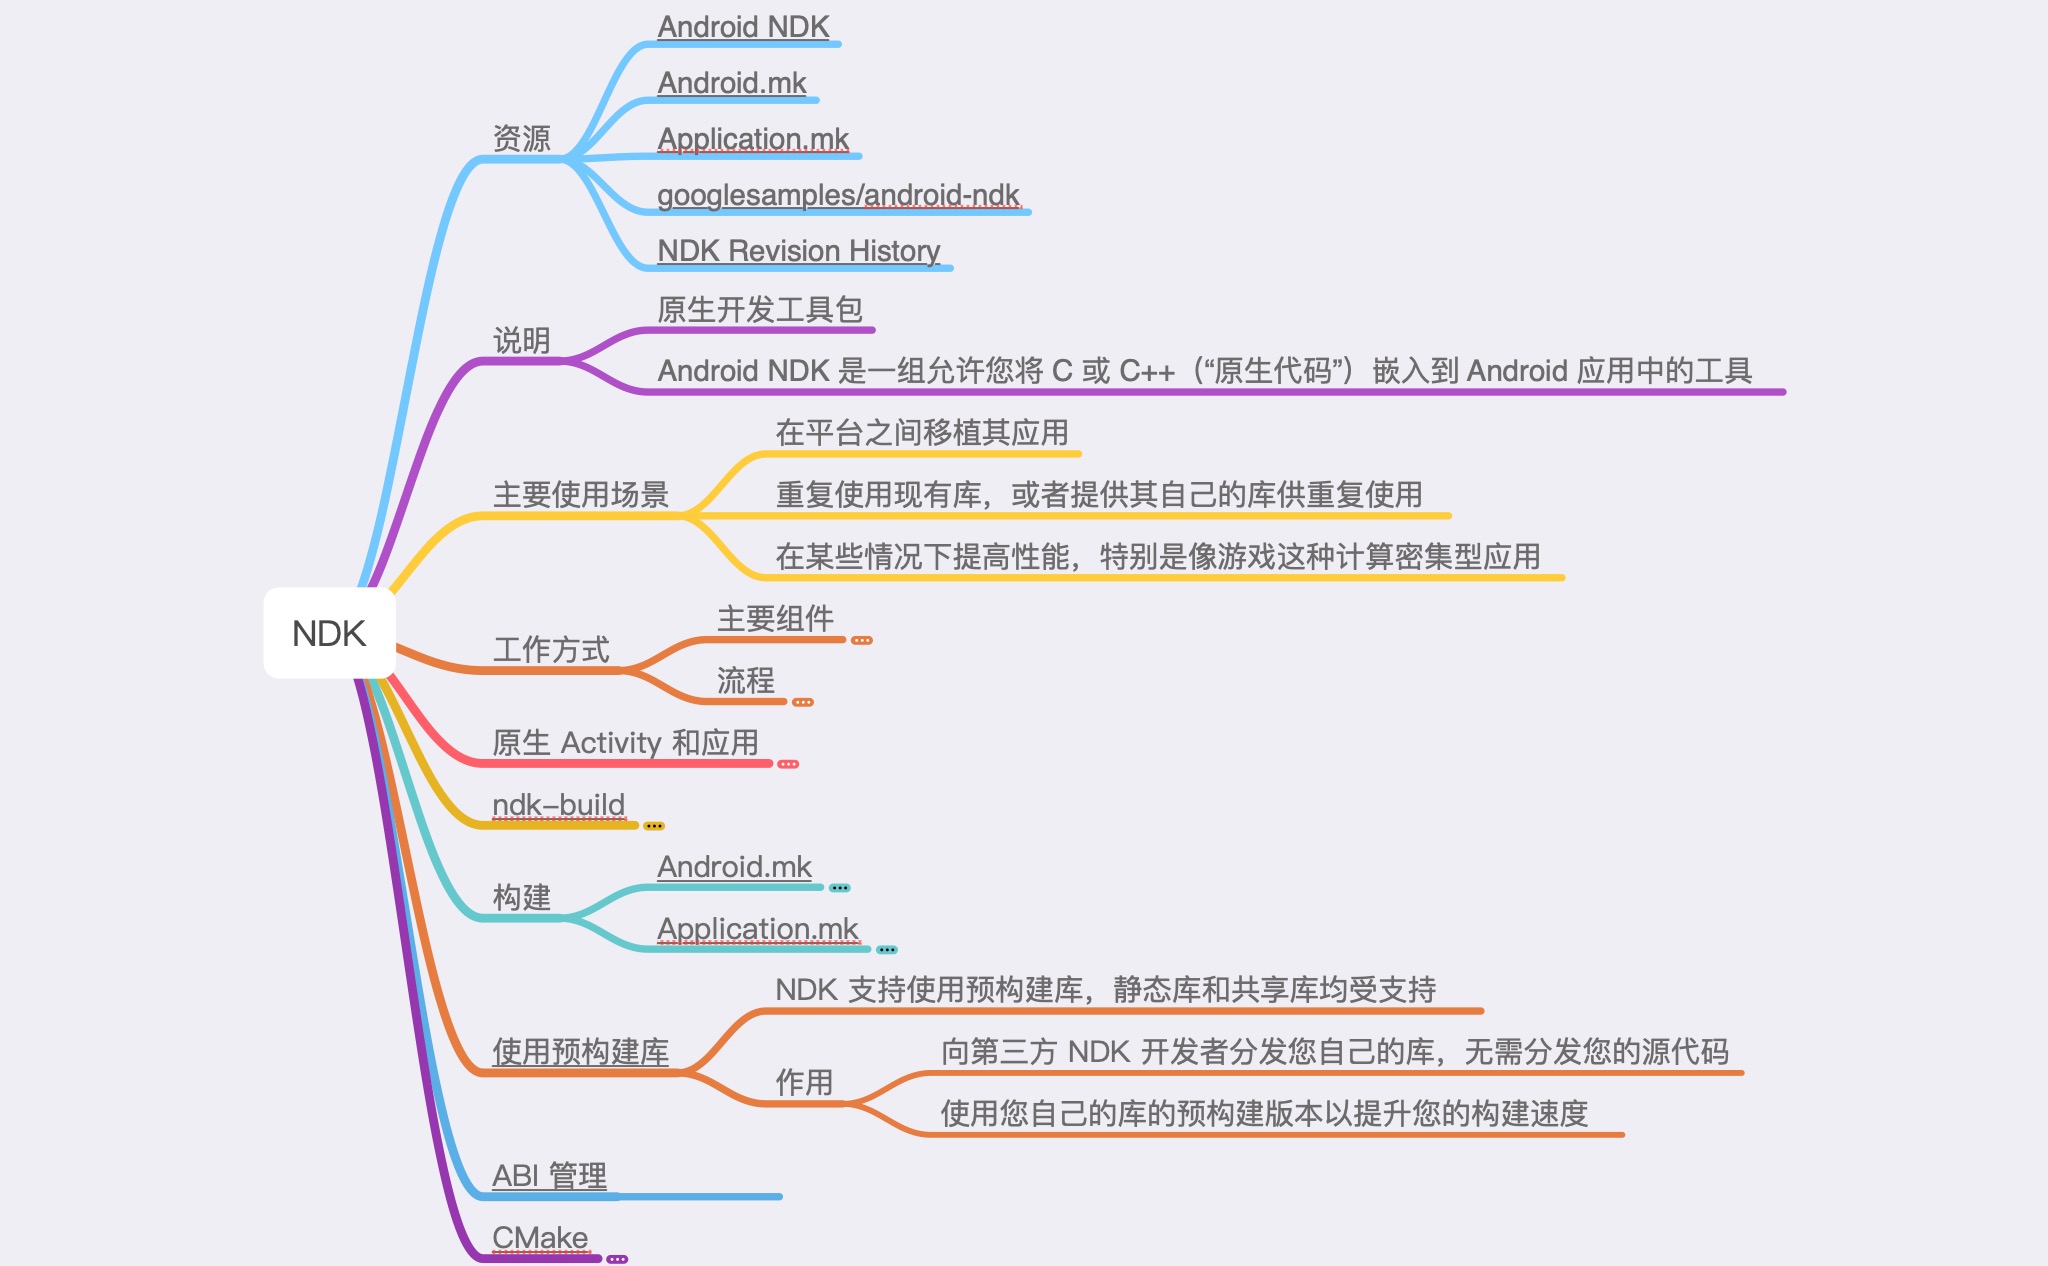 Android NDK
Android.mk
Application.mk
googlesamples/android-ndk
NDK Revision History
资源
原生开发工具包
Android NDK 是一组允许您将 C 或 C++（“原生代码”）嵌入到 Android 应用中的工具
说明
在平台之间移植其应用
重复使用现有库，或者提供其自己的库供重复使用
在某些情况下提高性能，特别是像游戏这种计算密集型应用
主要使用场景
NDK
主要组件
流程
工作方式
原生 Activity 和应用
ndk-build
Android.mk
Application.mk
构建
NDK 支持使用预构建库，静态库和共享库均受支持
使用预构建库
作用
向第三方 NDK 开发者分发您自己的库，无需分发您的源代码
使用您自己的库的预构建版本以提升您的构建速度
ABI 管理
CMake